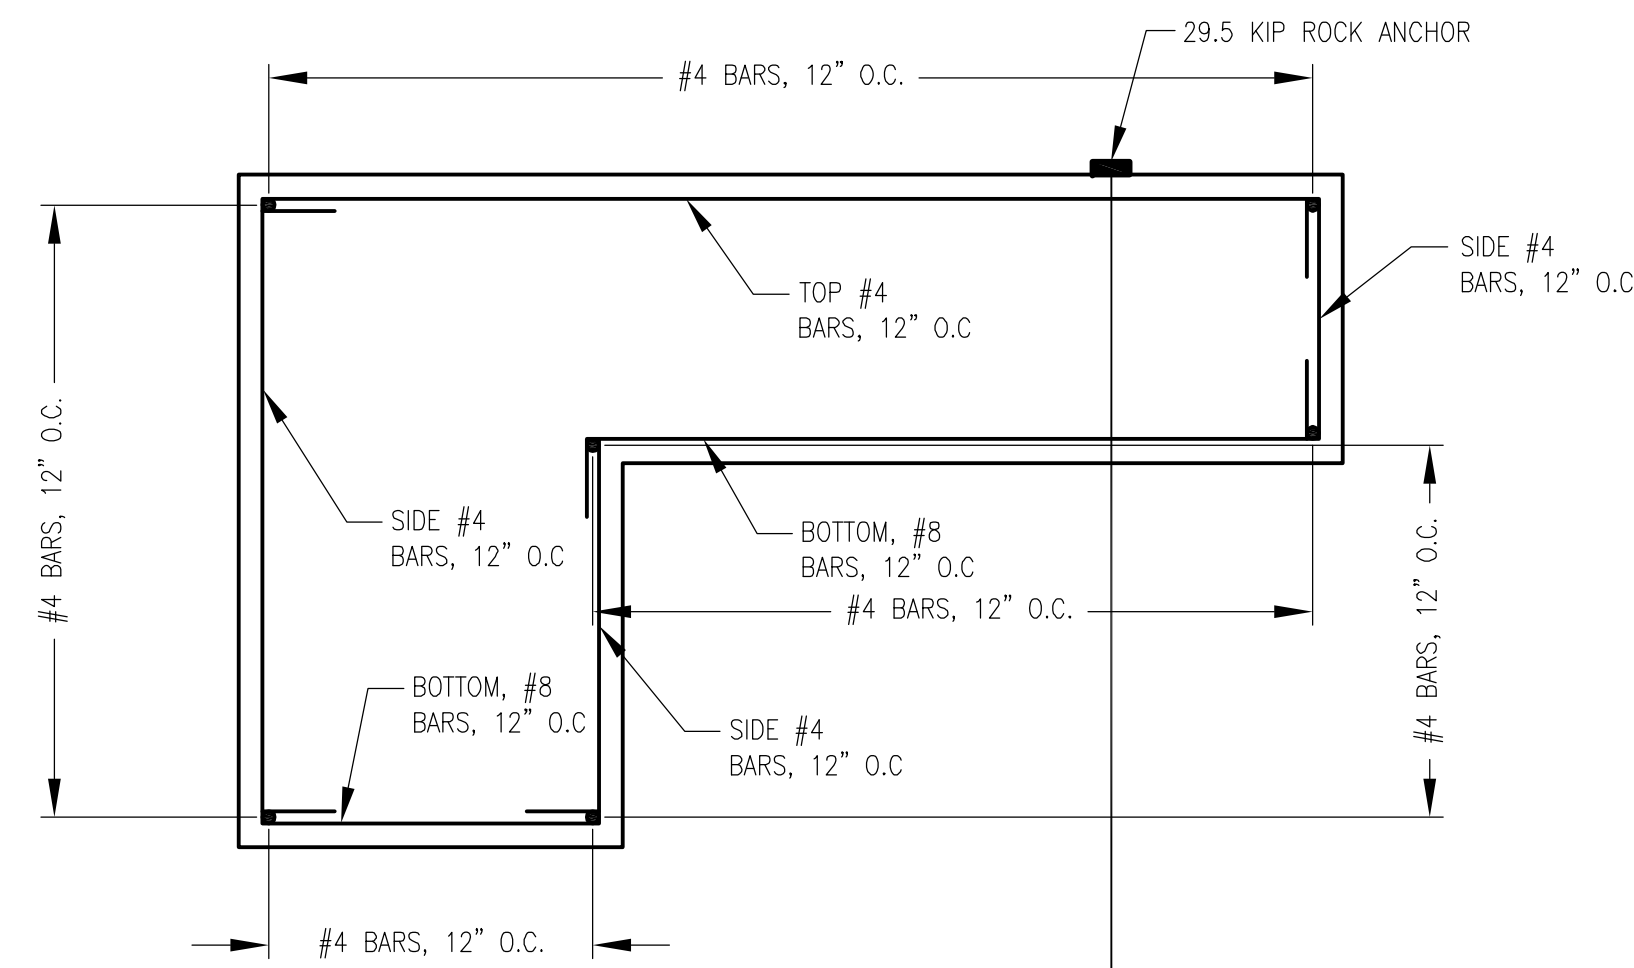 29.5 KIP ROCK ANCHOR
#4 BARS, 12" O.C.
SIDE #4
BARS, 12" O.C
TOP #4
BARS, 12" O.C
#4 BARS, 12" O.C.
SIDE #4
BARS, 12" O.C
BOTTOM, #8
BARS, 12" O.C
#4 BARS, 12" O.C.
#4 BARS, 12" O.C.
BOTTOM, #8
BARS, 12" O.C
SIDE #4
BARS, 12" O.C
#4 BARS, 12" O.C.